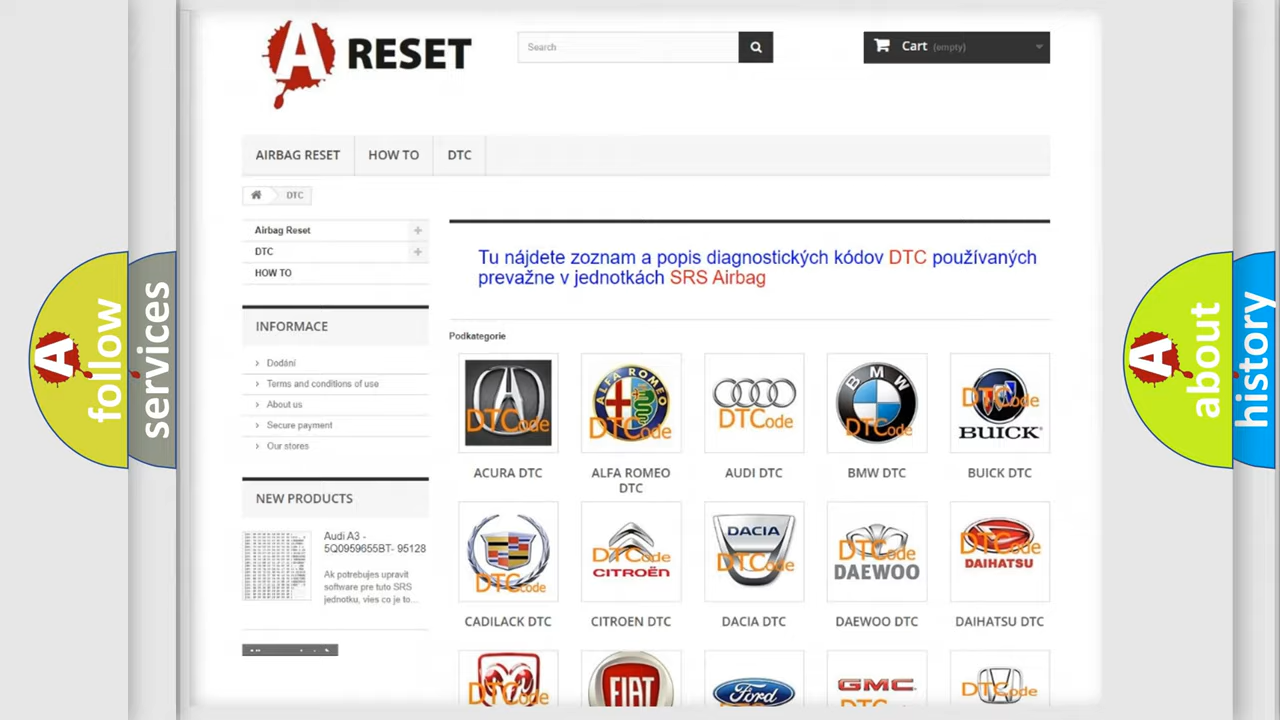 A RESET
Search
Cart (empty)
AIRBAG RESET
HOW TO
DTC
DTC
Airbag Reset
DTC
HOW TO
INFORMACE
Dodání
Terms and conditions of use
About us
Secure payment
Our stores
NEW PRODUCTS
Audi A3 -
5Q0959655BT- 95128
Ak potrebujes upravit
software pre tuto SRS
jednotku, vies co je to...
Tu nájdete zoznam a popis diagnostických kódov DTC používaných
prevažne v jednotkách SRS Airbag
Podkategorie
DTCode
ALFA ROMEO
DTCode
DTCode
BMW
DTCode
DTCode
BUICK
ACURA DTC
ALFA ROMEO
DTC
AUDI DTC
BMW DTC
BUICK DTC
DTCode
DTCode
CITROËN
DACIA
DTCode
DTCode
DAEWOO
DTCode
DAIHATSU
CADILACK DTC
CITROEN DTC
DACIA DTC
DAEWOO DTC
DAIHATSU DTC
DTCode
FIAT
Ford
GMC
DTCode
A follow
services
A about
history